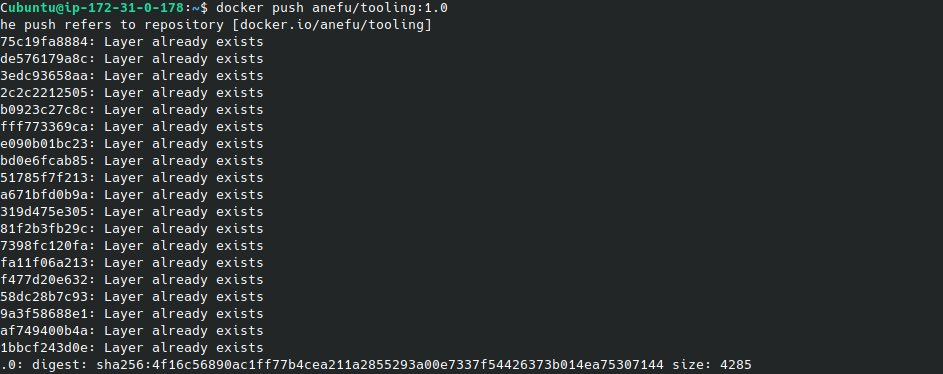 Cubuntu@ip-172-31-0-178:~$ docker push anefu/tooling:1.0
he push refers to repository [docker.io/anefu/tooling]
75c19fa8884: Layer already exists
de576179a8c: Layer already exists
3edc93658aa: Layer already exists
2c2c2212505: Layer already exists
b0923c27c8c: Layer already exists
fff773369ca: Layer already exists
e090b01bc23: Layer already exists
bd0e6fcab85: Layer already exists
51785f7f213: Layer already exists
a671bfd0b9a: Layer already exists
319d475e305: Layer already exists
81f2b3fb29c: Layer already exists
7398fc120fa: Layer already exists
fa11f06a213: Layer already exists
f477d20e632: Layer already exists
58dc28b7c93: Layer already exists
9a3f58688e1: Layer already exists
af749400b4a: Layer already exists
1bbcf243d0e: Layer already exists
.0: digest: sha256:4f16c56890ac1ff77b4cea211a2855293a00e7337f54426373b014ea75307144 size: 4285